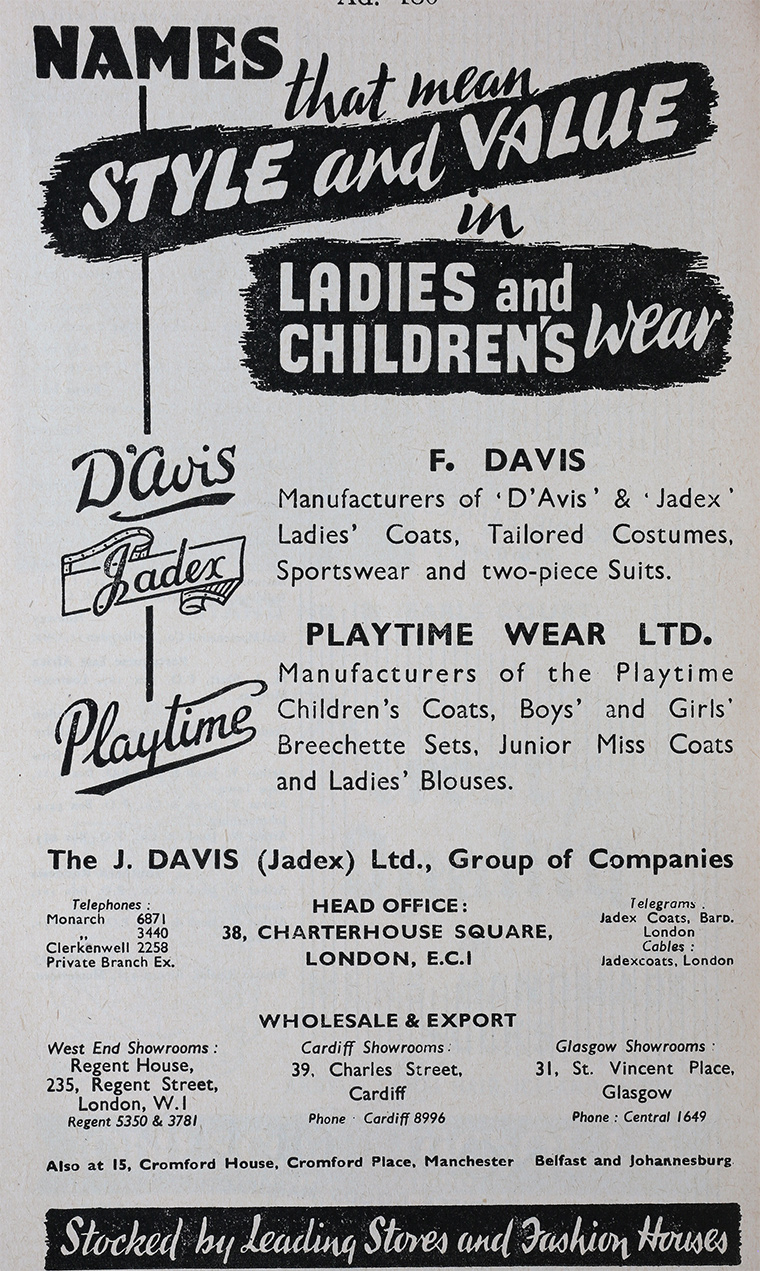 NAMES
that mean
STYLE and VALUE
in
LADIES and
CHILDREN'S wear
D'Avis
Jadex
Playtime
F. DAVIS
Manufacturers of 'D'Avis' & 'Jadex'
Ladies' Coats, Tailored Costumes,
Sportswear and two-piece Suits.
PLAYTIME WEAR LTD.
Manufacturers of the Playtime
Children's Coats, Boys' and Girls'
Breechette Sets, Junior Miss Coats
and Ladies' Blouses.
The J. DAVIS (Jadex) Ltd., Group of Companies
Telephones :
Monarch 6871
„ 3440
Clerkenwell 2258
Private Branch Ex.
HEAD OFFICE:
38, CHARTERHOUSE SQUARE,
LONDON, E.C.1
Telegrams :
Jadex Coats, Barb.
London
Cables :
Jadexcoats, London
WHOLESALE & EXPORT
West End Showrooms :
Regent House,
235, Regent Street,
London, W.1
Regent 5350 & 3781
Cardiff Showrooms :
39, Charles Street,
Cardiff
Phone : Cardiff 8996
Glasgow Showrooms :
31, St. Vincent Place,
Glasgow
Phone : Central 1649
Also at 15, Cromford House, Cromford Place, Manchester Belfast and Johannesburg
Stocked by Leading Stores and Fashion Houses